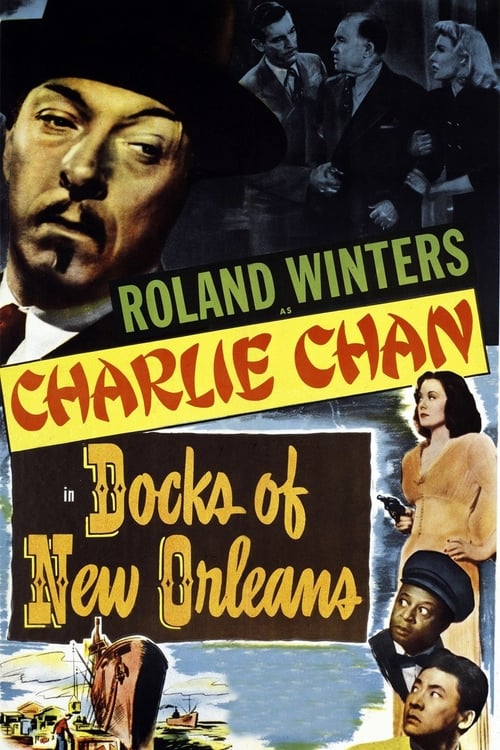 ROLAND WINTERS
AS
CHARLIE CHAN
in Docks of
New Orleans